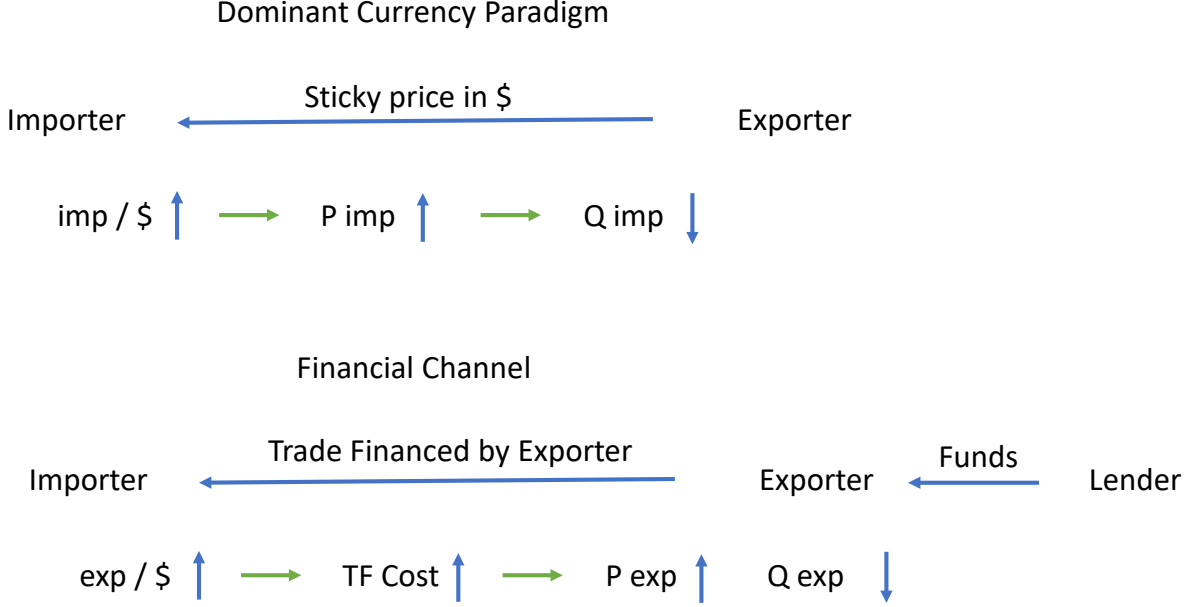 Dominant Currency Paradigm
Sticky price in $
Importer Exporter
imp / $ P imp Q imp
Financial Channel
Trade Financed by Exporter Funds
Importer Exporter Lender
exp / $ TF Cost P exp Q exp